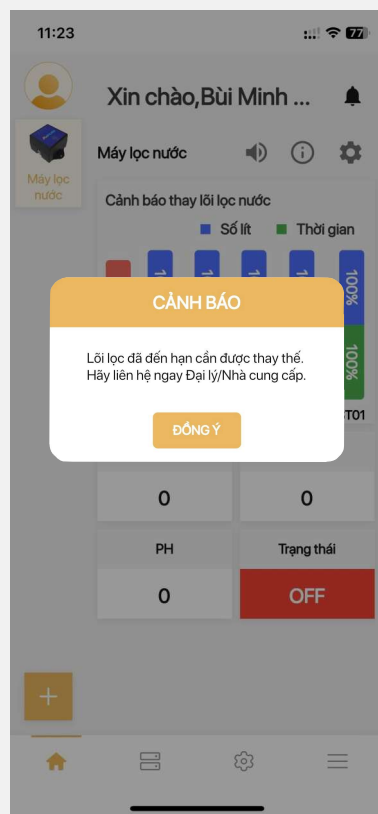 11:23
77
Xin chào,Bùi Minh ...
Máy lọc nước
Máy lọc
nước
Cảnh báo thay lõi lọc nước
Số lít
Thời gian
100%
100%
CẢNH BÁO
Lõi lọc đã đến hạn cần được thay thế.
Hãy liên hệ ngay Đại lý/Nhà cung cấp.
ĐỒNG Ý
0
0
PH
Trạng thái
0
OFF